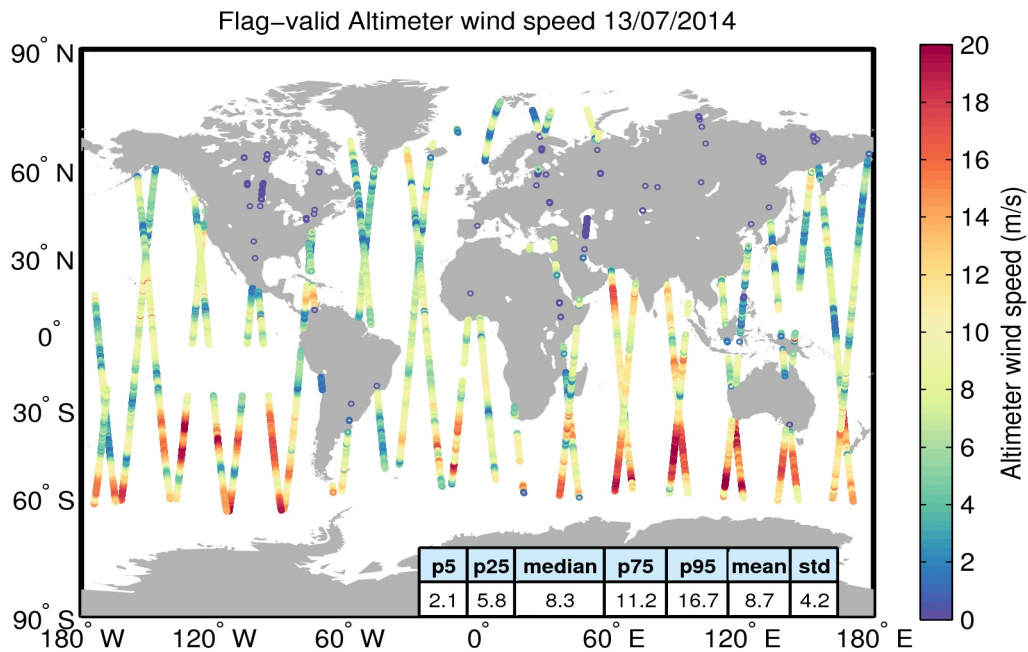 Flag−valid Altimeter wind speed 13/07/2014
90° N
60° N
30° N
0°
30° S
60° S
90° S
180° W
120° W
60° W
0°
60° E
120° E
180° E
p5 p25 median p75 p95 mean std
2.1 5.8 8.3 11.2 16.7 8.7 4.2
20
18
16
14
12
10
8
6
4
2
0
Altimeter wind speed (m/s)